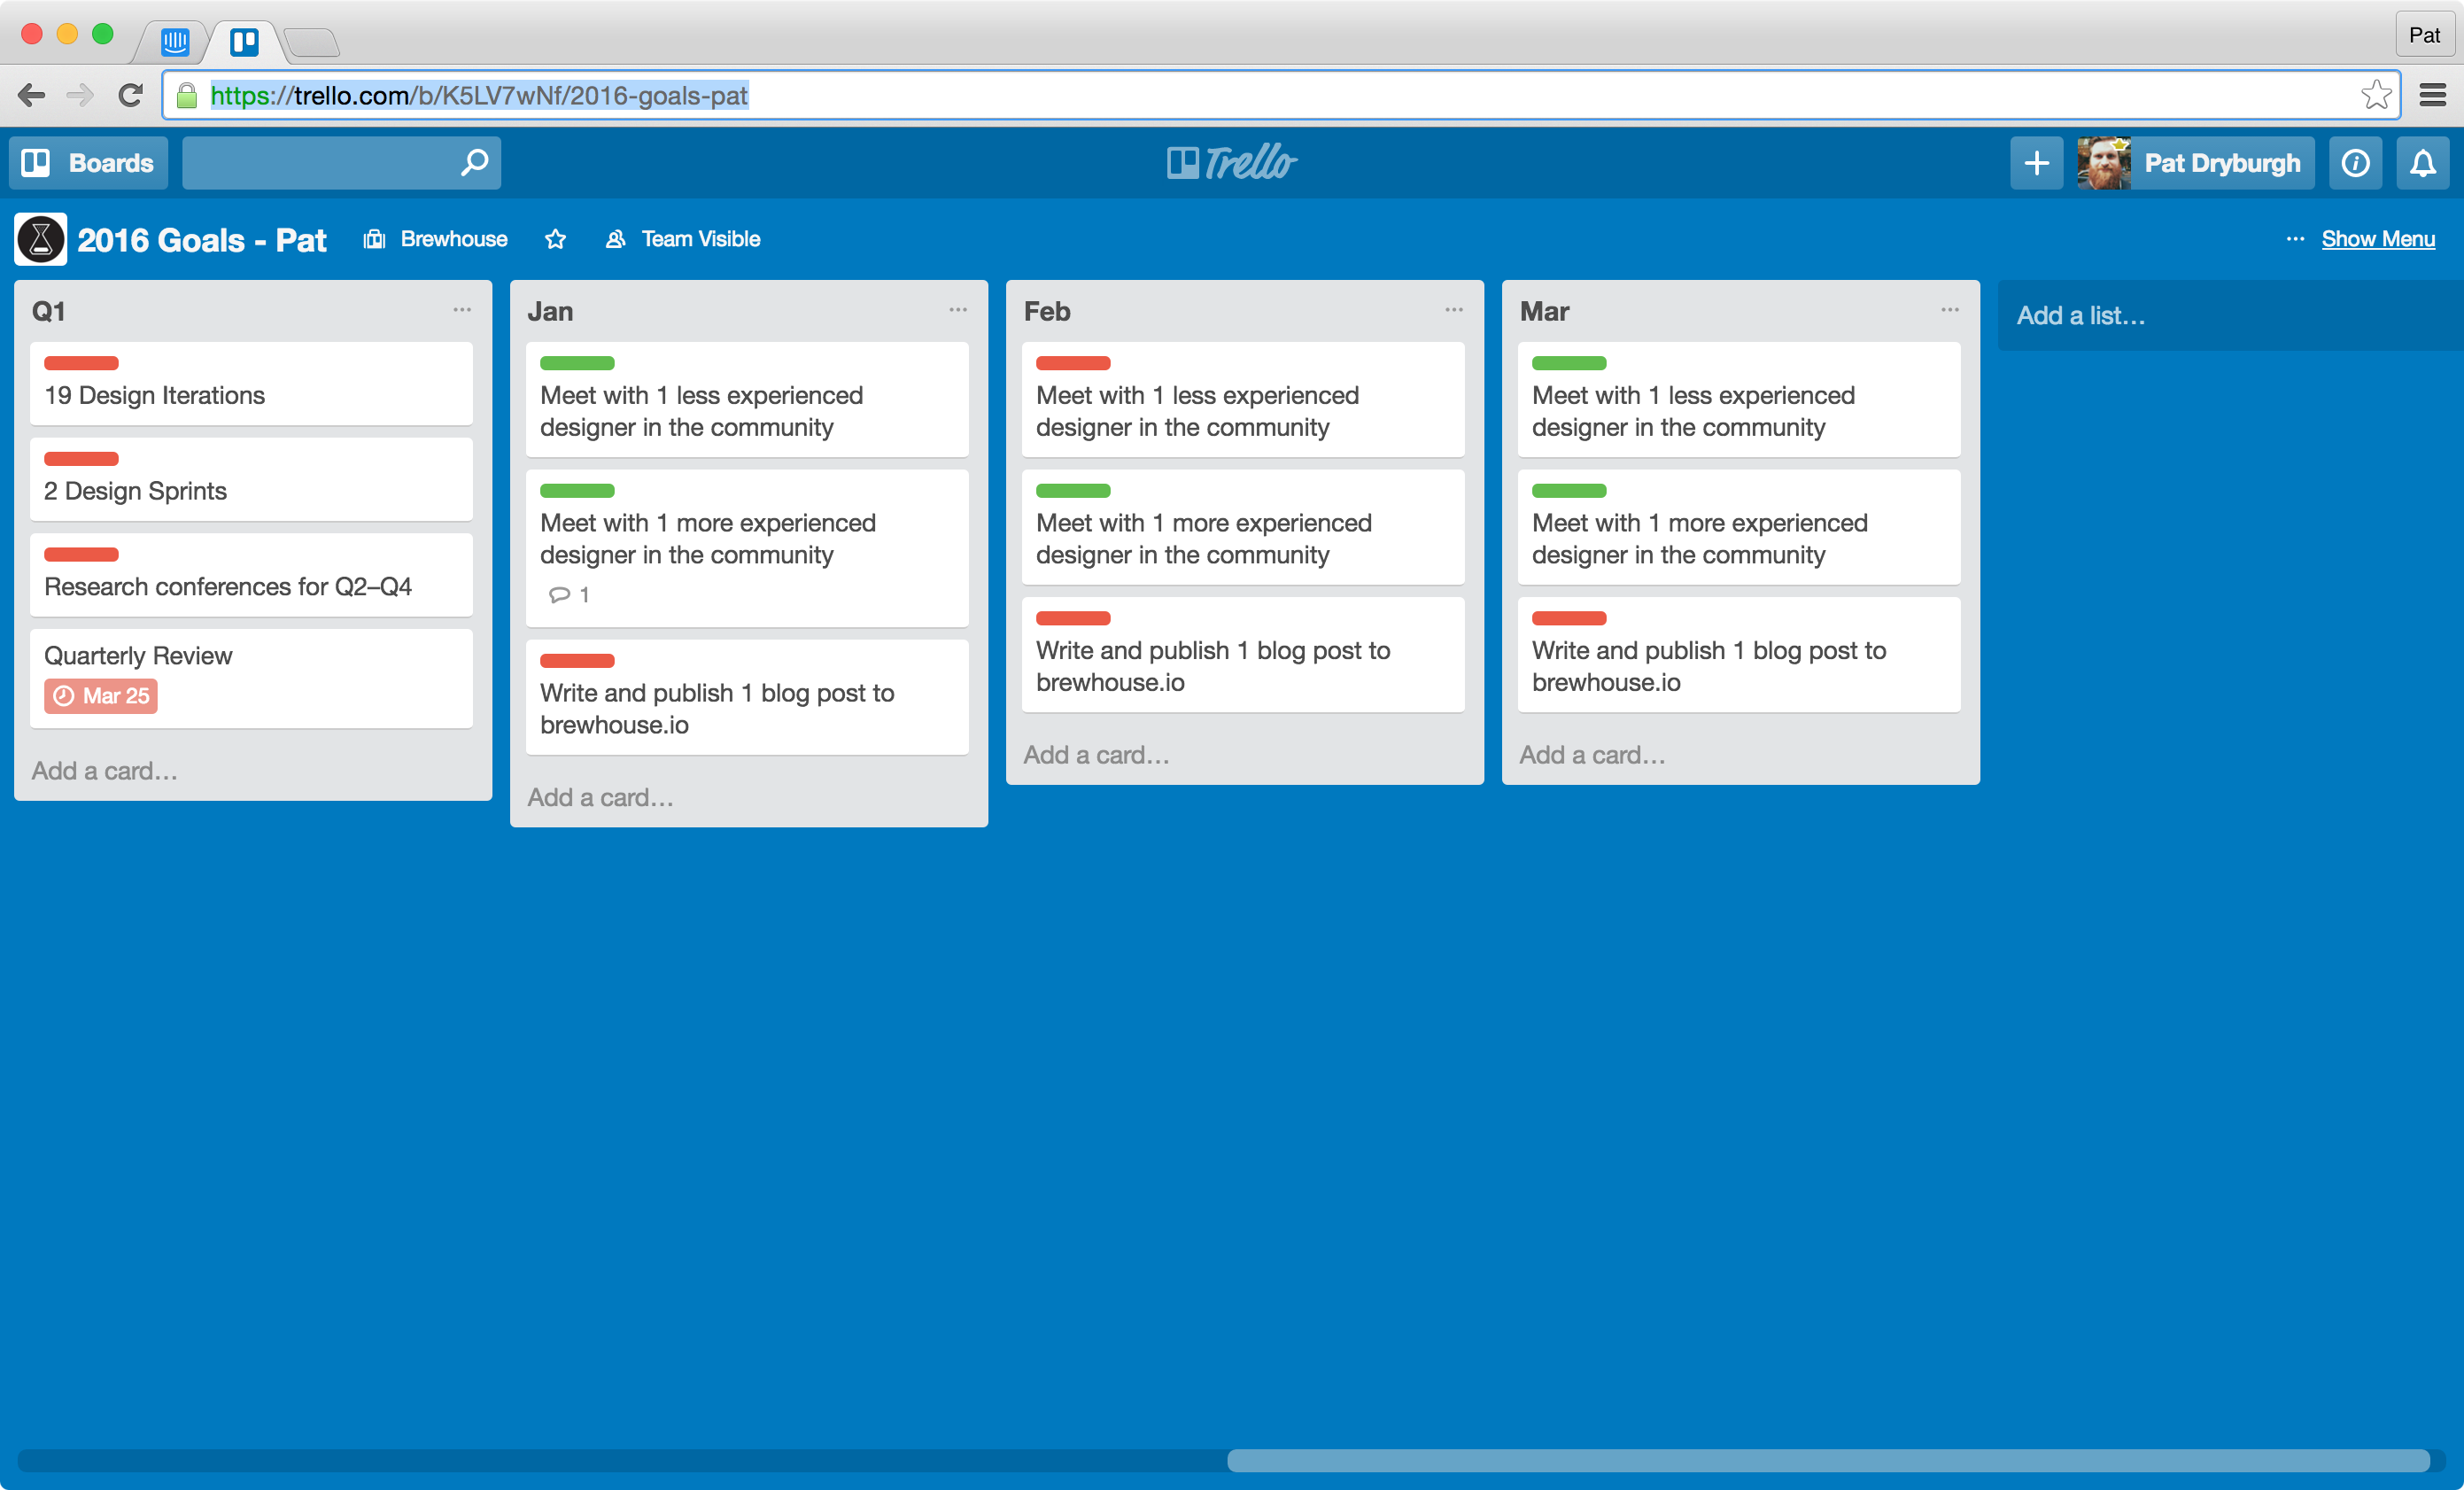 Pat
https://trello.com/b/K5LV7wNf/2016-goals-pat
Boards
Trello
Pat Dryburgh
2016 Goals - Pat
Brewhouse
Team Visible
... Show Menu
Q1
19 Design Iterations
2 Design Sprints
Research conferences for Q2–Q4
Quarterly Review
Mar 25
Add a card…
Jan
Meet with 1 less experienced
designer in the community
Meet with 1 more experienced
designer in the community
1
Write and publish 1 blog post to
brewhouse.io
Add a card…
Feb
Meet with 1 less experienced
designer in the community
Meet with 1 more experienced
designer in the community
Write and publish 1 blog post to
brewhouse.io
Add a card…
Mar
Meet with 1 less experienced
designer in the community
Meet with 1 more experienced
designer in the community
Write and publish 1 blog post to
brewhouse.io
Add a card…
Add a list…